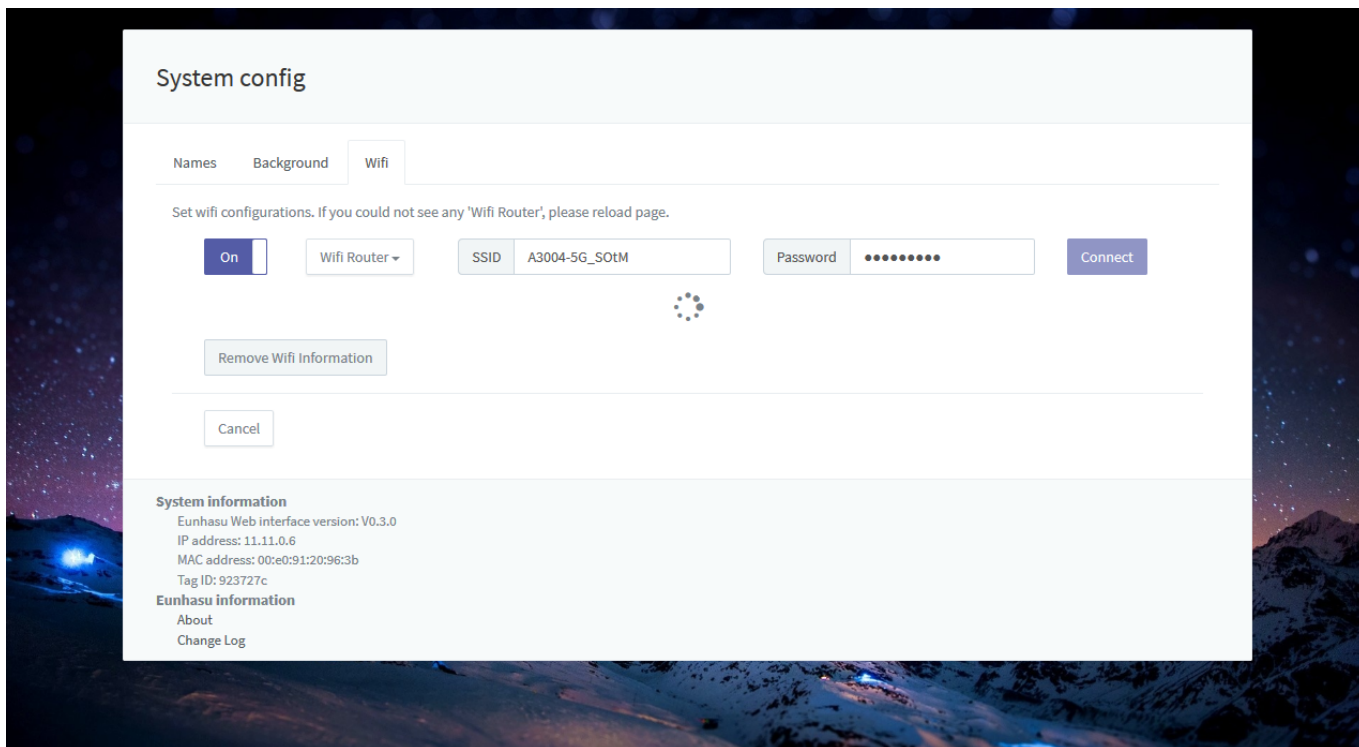 System config
Names Background Wifi
Set wifi configurations. If you could not see any 'Wifi Router', please reload page.
On Wifi Router SSID A3004-5G_SOtM Password ●●●●●●●●● Connect
Remove Wifi Information
Cancel
System information
Eunhasu Web interface version: V0.3.0
IP address: 11.11.0.6
MAC address: 00:e0:91:20:96:3b
Tag ID: 923727c
Eunhasu information
About
Change Log